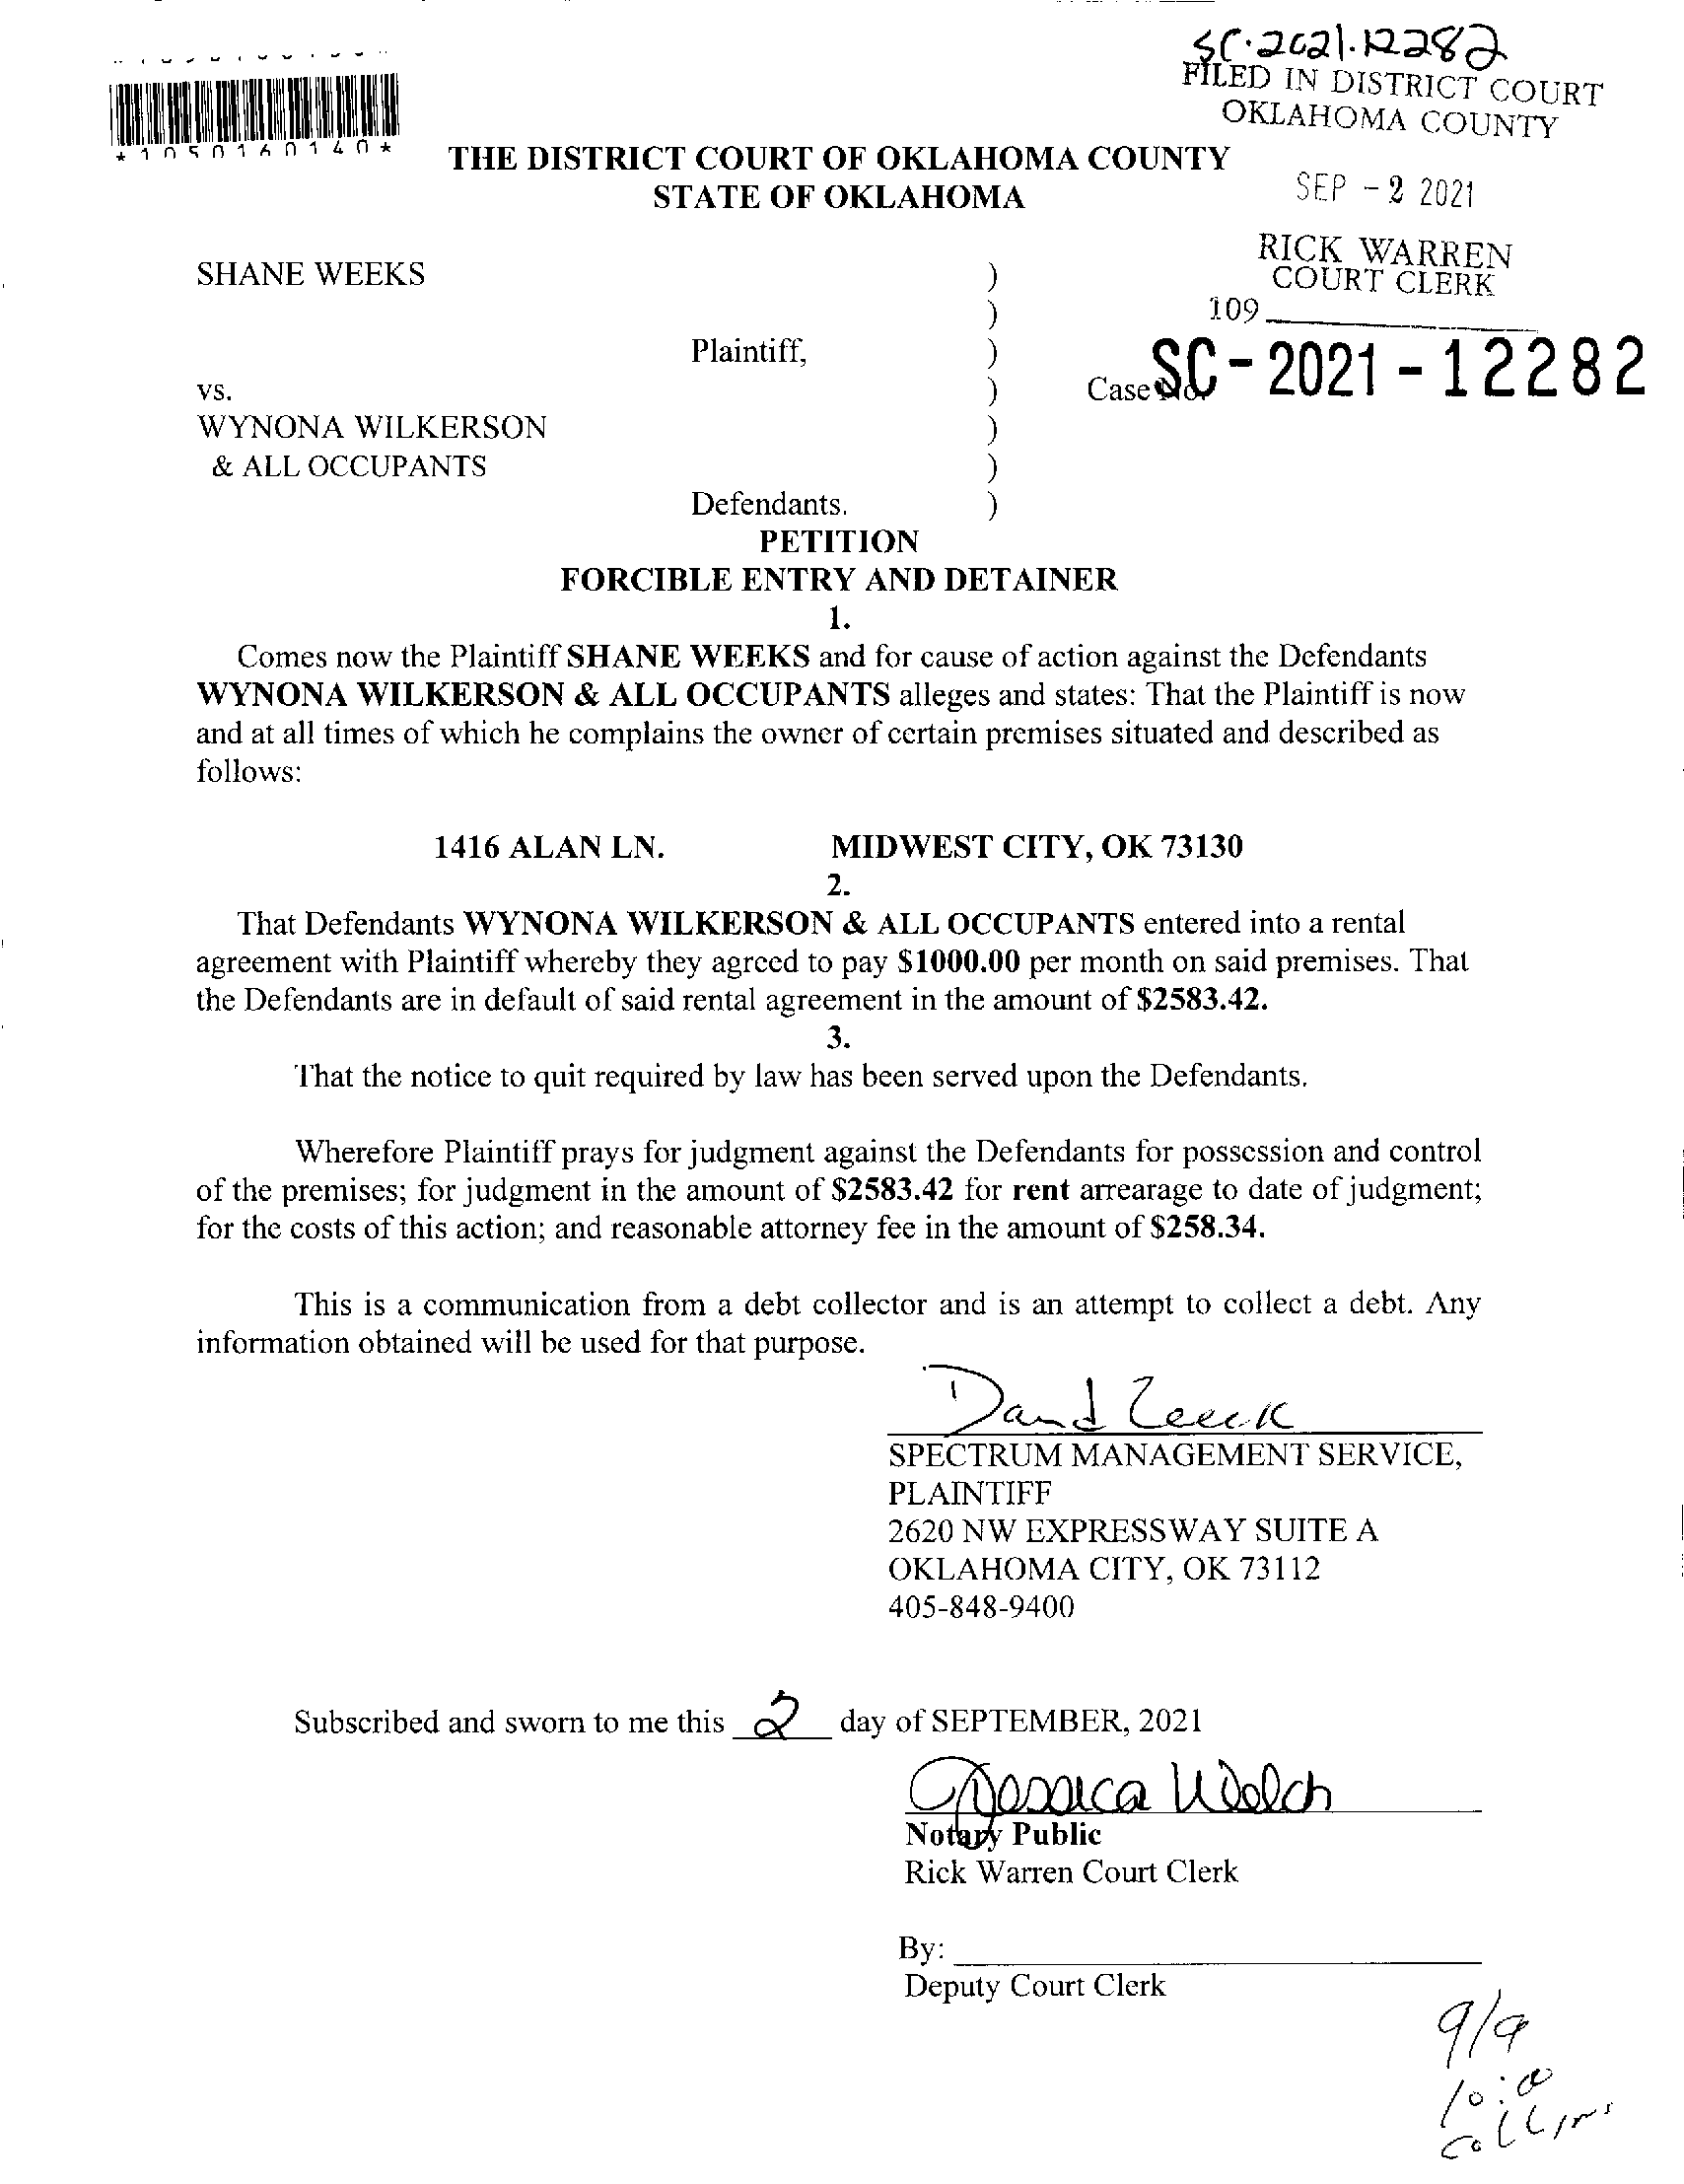 SC-2021-12282
FILED IN DISTRICT COURT
OKLAHOMA COUNTY
*1050160140*
THE DISTRICT COURT OF OKLAHOMA COUNTY
STATE OF OKLAHOMA
SEP - 2 2021
RICK WARREN
COURT CLERK
109
SHANE WEEKS )
)
Plaintiff, )
vs. ) Case No. SC-2021-12282
WYNONA WILKERSON )
& ALL OCCUPANTS )
Defendants. )
PETITION
FORCIBLE ENTRY AND DETAINER
1.
Comes now the Plaintiff SHANE WEEKS and for cause of action against the Defendants
WYNONA WILKERSON & ALL OCCUPANTS alleges and states: That the Plaintiff is now
and at all times of which he complains the owner of certain premises situated and described as
follows:
1416 ALAN LN. MIDWEST CITY, OK 73130
2.
That Defendants WYNONA WILKERSON & ALL OCCUPANTS entered into a rental
agreement with Plaintiff whereby they agreed to pay $1000.00 per month on said premises. That
the Defendants are in default of said rental agreement in the amount of $2583.42.
3.
That the notice to quit required by law has been served upon the Defendants.
Wherefore Plaintiff prays for judgment against the Defendants for possession and control
of the premises; for judgment in the amount of $2583.42 for rent arrearage to date of judgment;
for the costs of this action; and reasonable attorney fee in the amount of $258.34.
This is a communication from a debt collector and is an attempt to collect a debt. Any
information obtained will be used for that purpose.
SPECTRUM MANAGEMENT SERVICE,
PLAINTIFF
2620 NW EXPRESSWAY SUITE A
OKLAHOMA CITY, OK 73112
405-848-9400
Subscribed and sworn to me this 2 day of SEPTEMBER, 2021
Jessica Welch
Notary Public
Rick Warren Court Clerk
By:
Deputy Court Clerk
9/9
Collins